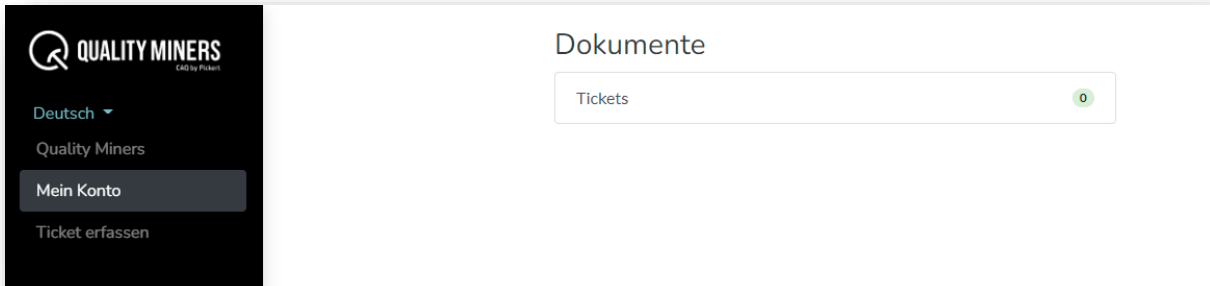 QUALITY MINERS
CAQ by Pickert
Deutsch
Quality Miners
Mein Konto
Ticket erfassen
Dokumente
Tickets 0